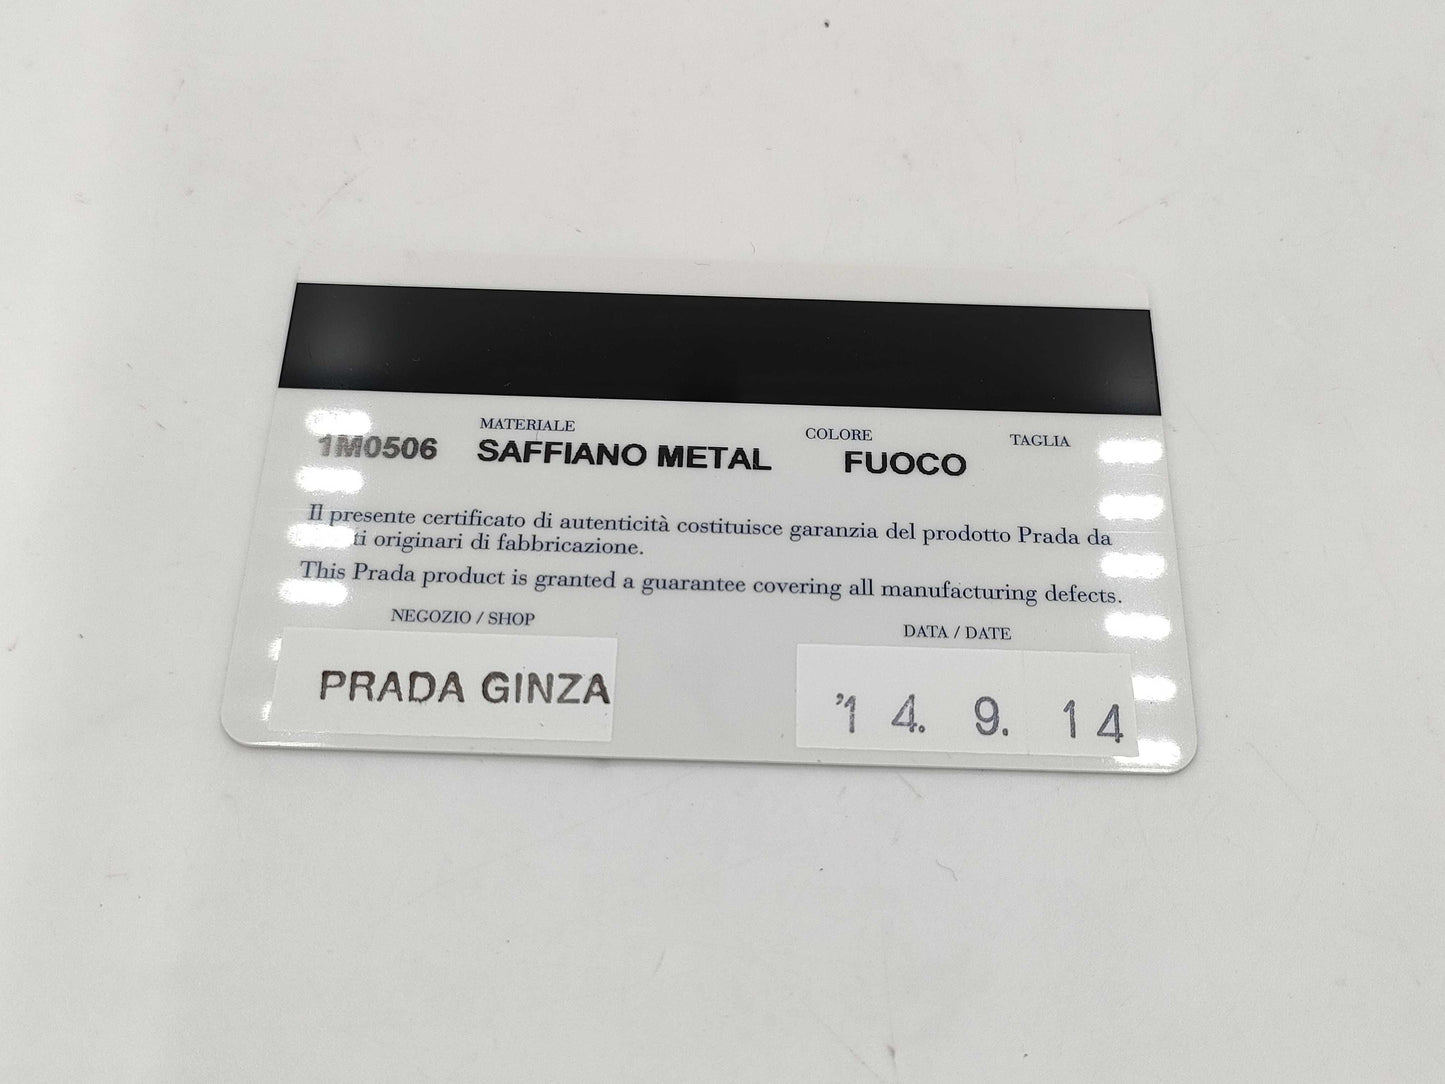 MATERIALE COLORE TAGLIA
1M0506 SAFFIANO METAL FUOCO
Il presente certificato di autenticità costituisce garanzia del prodotto Prada da
originari di fabbricazione.
This Prada product is granted a guarantee covering all manufacturing defects.
NEGOZIO / SHOP DATA / DATE
PRADA GINZA '14. 9. 14